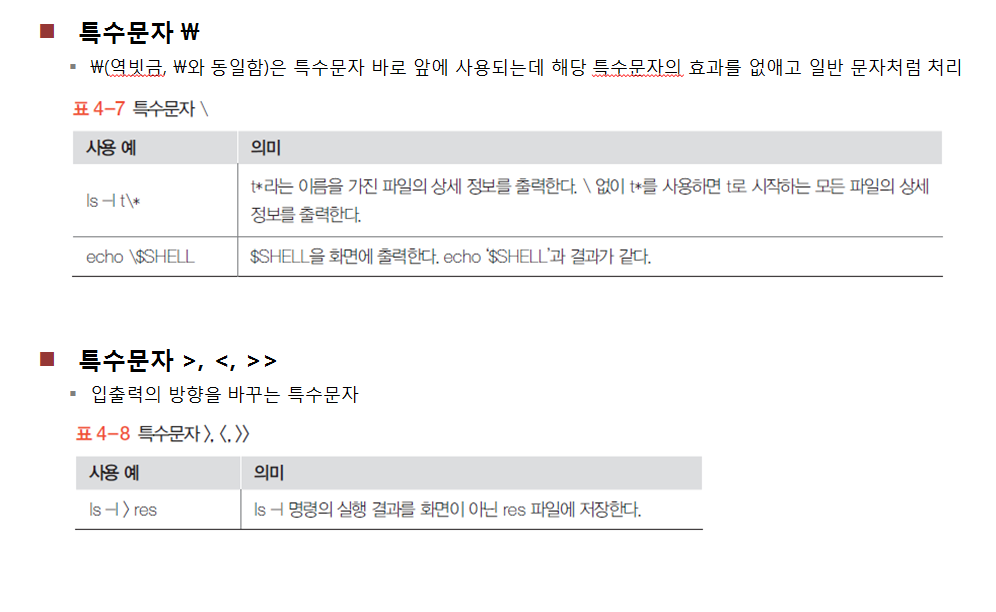 특수문자 ₩
₩(역빗금, ₩와 동일함)은 특수문자 바로 앞에 사용되는데 해당 특수문자의 효과를 없애고 일반 문자처럼 처리
표 4-7 특수문자 \
사용 예 의미
ls -l t\* t*라는 이름을 가진 파일의 상세 정보를 출력한다. \ 없이 t*를 사용하면 t로 시작하는 모든 파일의 상세
정보를 출력한다.
echo \$SHELL $SHELL을 화면에 출력한다. echo ‘$SHELL’과 결과가 같다.
특수문자 >, <, >>
입출력의 방향을 바꾸는 특수문자
표 4-8 특수문자 >, <, >>
사용 예 의미
ls -l > res ls -l 명령의 실행 결과를 화면이 아닌 res 파일에 저장한다.